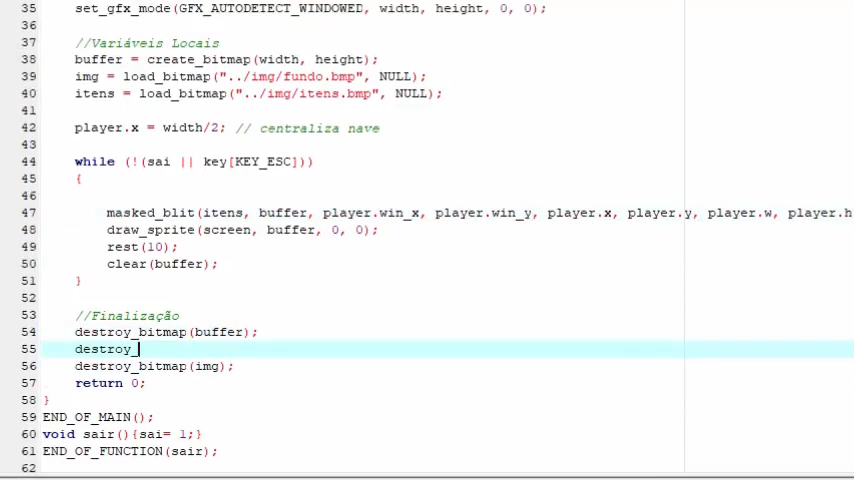 35 set_gfx_mode(GFX_AUTODETECT_WINDOWED, width, height, 0, 0);
36
37 //Variáveis Locais
38 buffer = create_bitmap(width, height);
39 img = load_bitmap("../img/fundo.bmp", NULL);
40 itens = load_bitmap("../img/itens.bmp", NULL);
41
42 player.x = width/2; // centraliza nave
43
44 while (!(sai || key[KEY_ESC]))
45 {
46
47 masked_blit(itens, buffer, player.win_x, player.win_y, player.x, player.y, player.w, player.h
48 draw_sprite(screen, buffer, 0, 0);
49 rest(10);
50 clear(buffer);
51 }
52
53 //Finalização
54 destroy_bitmap(buffer);
55 destroy_
56 destroy_bitmap(img);
57 return 0;
58 }
59 END_OF_MAIN();
60 void sair(){sai= 1;}
61 END_OF_FUNCTION(sair);
62